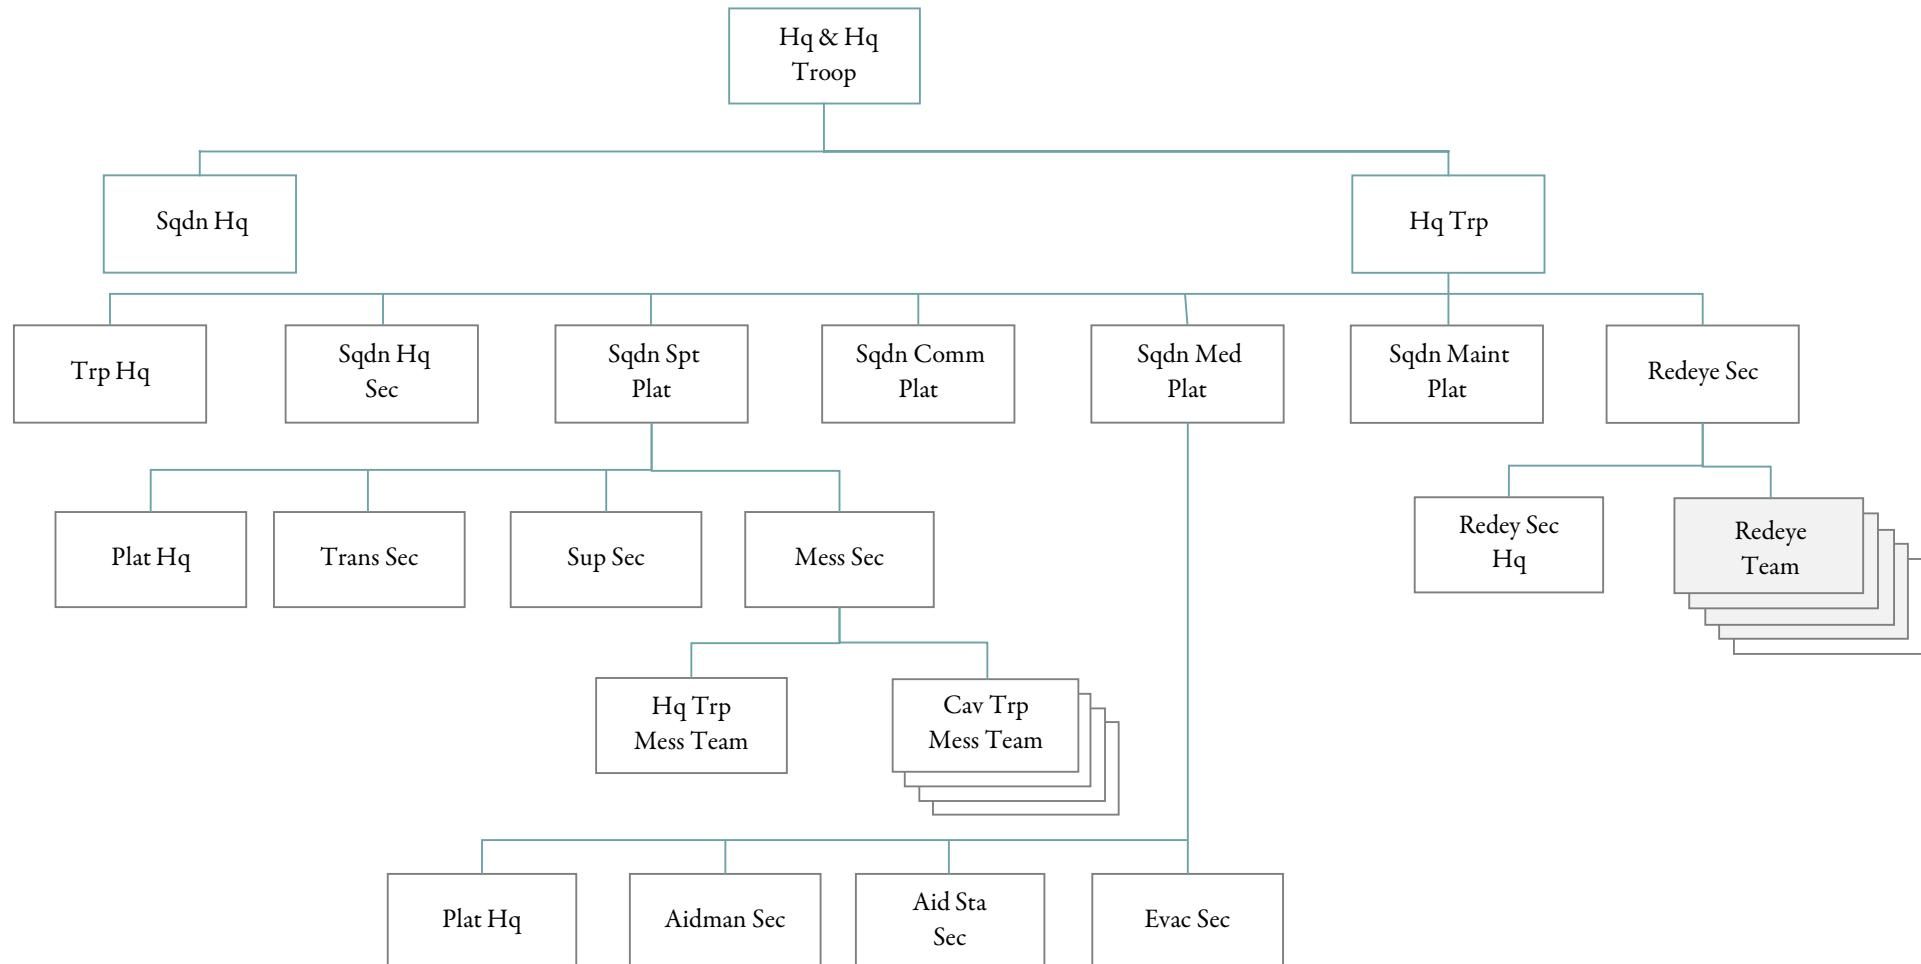 Hq & Hq
Troop
Sqdn Hq
Hq Trp
Trp Hq
Sqdn Hq
Sec
Sqdn Spt
Plat
Sqdn Comm
Plat
Sqdn Med
Plat
Sqdn Maint
Plat
Redeye Sec
Plat Hq
Trans Sec
Sup Sec
Mess Sec
Redey Sec
Hq
Redeye
Team
Hq Trp
Mess Team
Cav Trp
Mess Team
Plat Hq
Aidman Sec
Aid Sta
Sec
Evac Sec